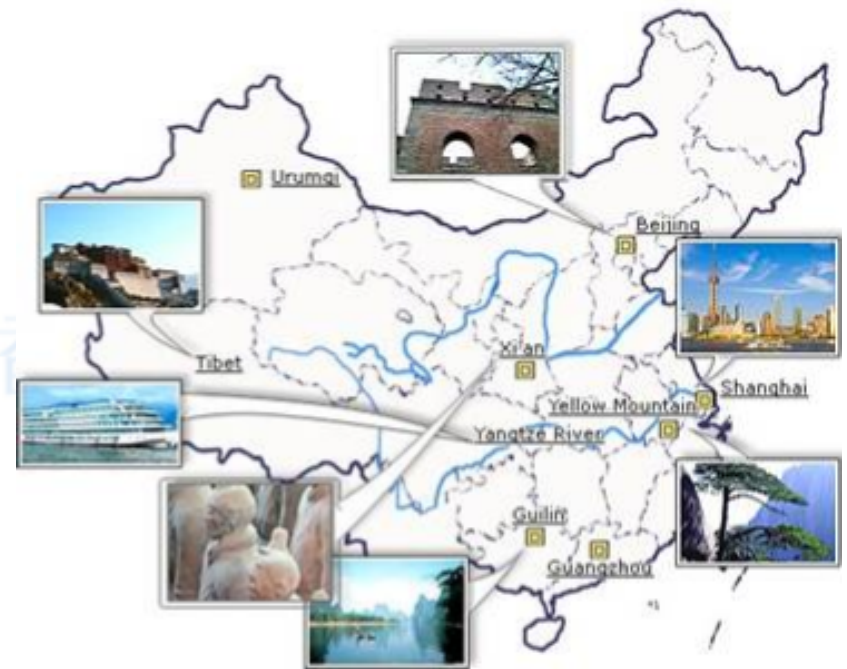 Urumqi
Beijing
Tibet
Xi'an
Shanghai
Yellow Mountain
Yangtze River
Guilin
Guangzhou